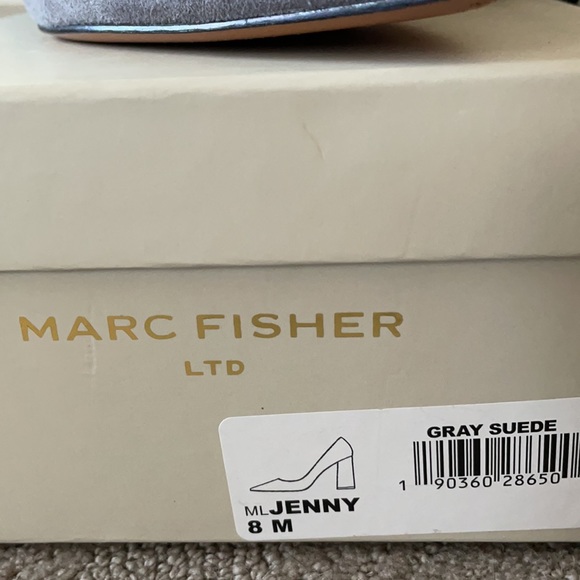 MARC FISHER
LTD
GRAY SUEDE
1 90360 28650
MLJENNY
8 M